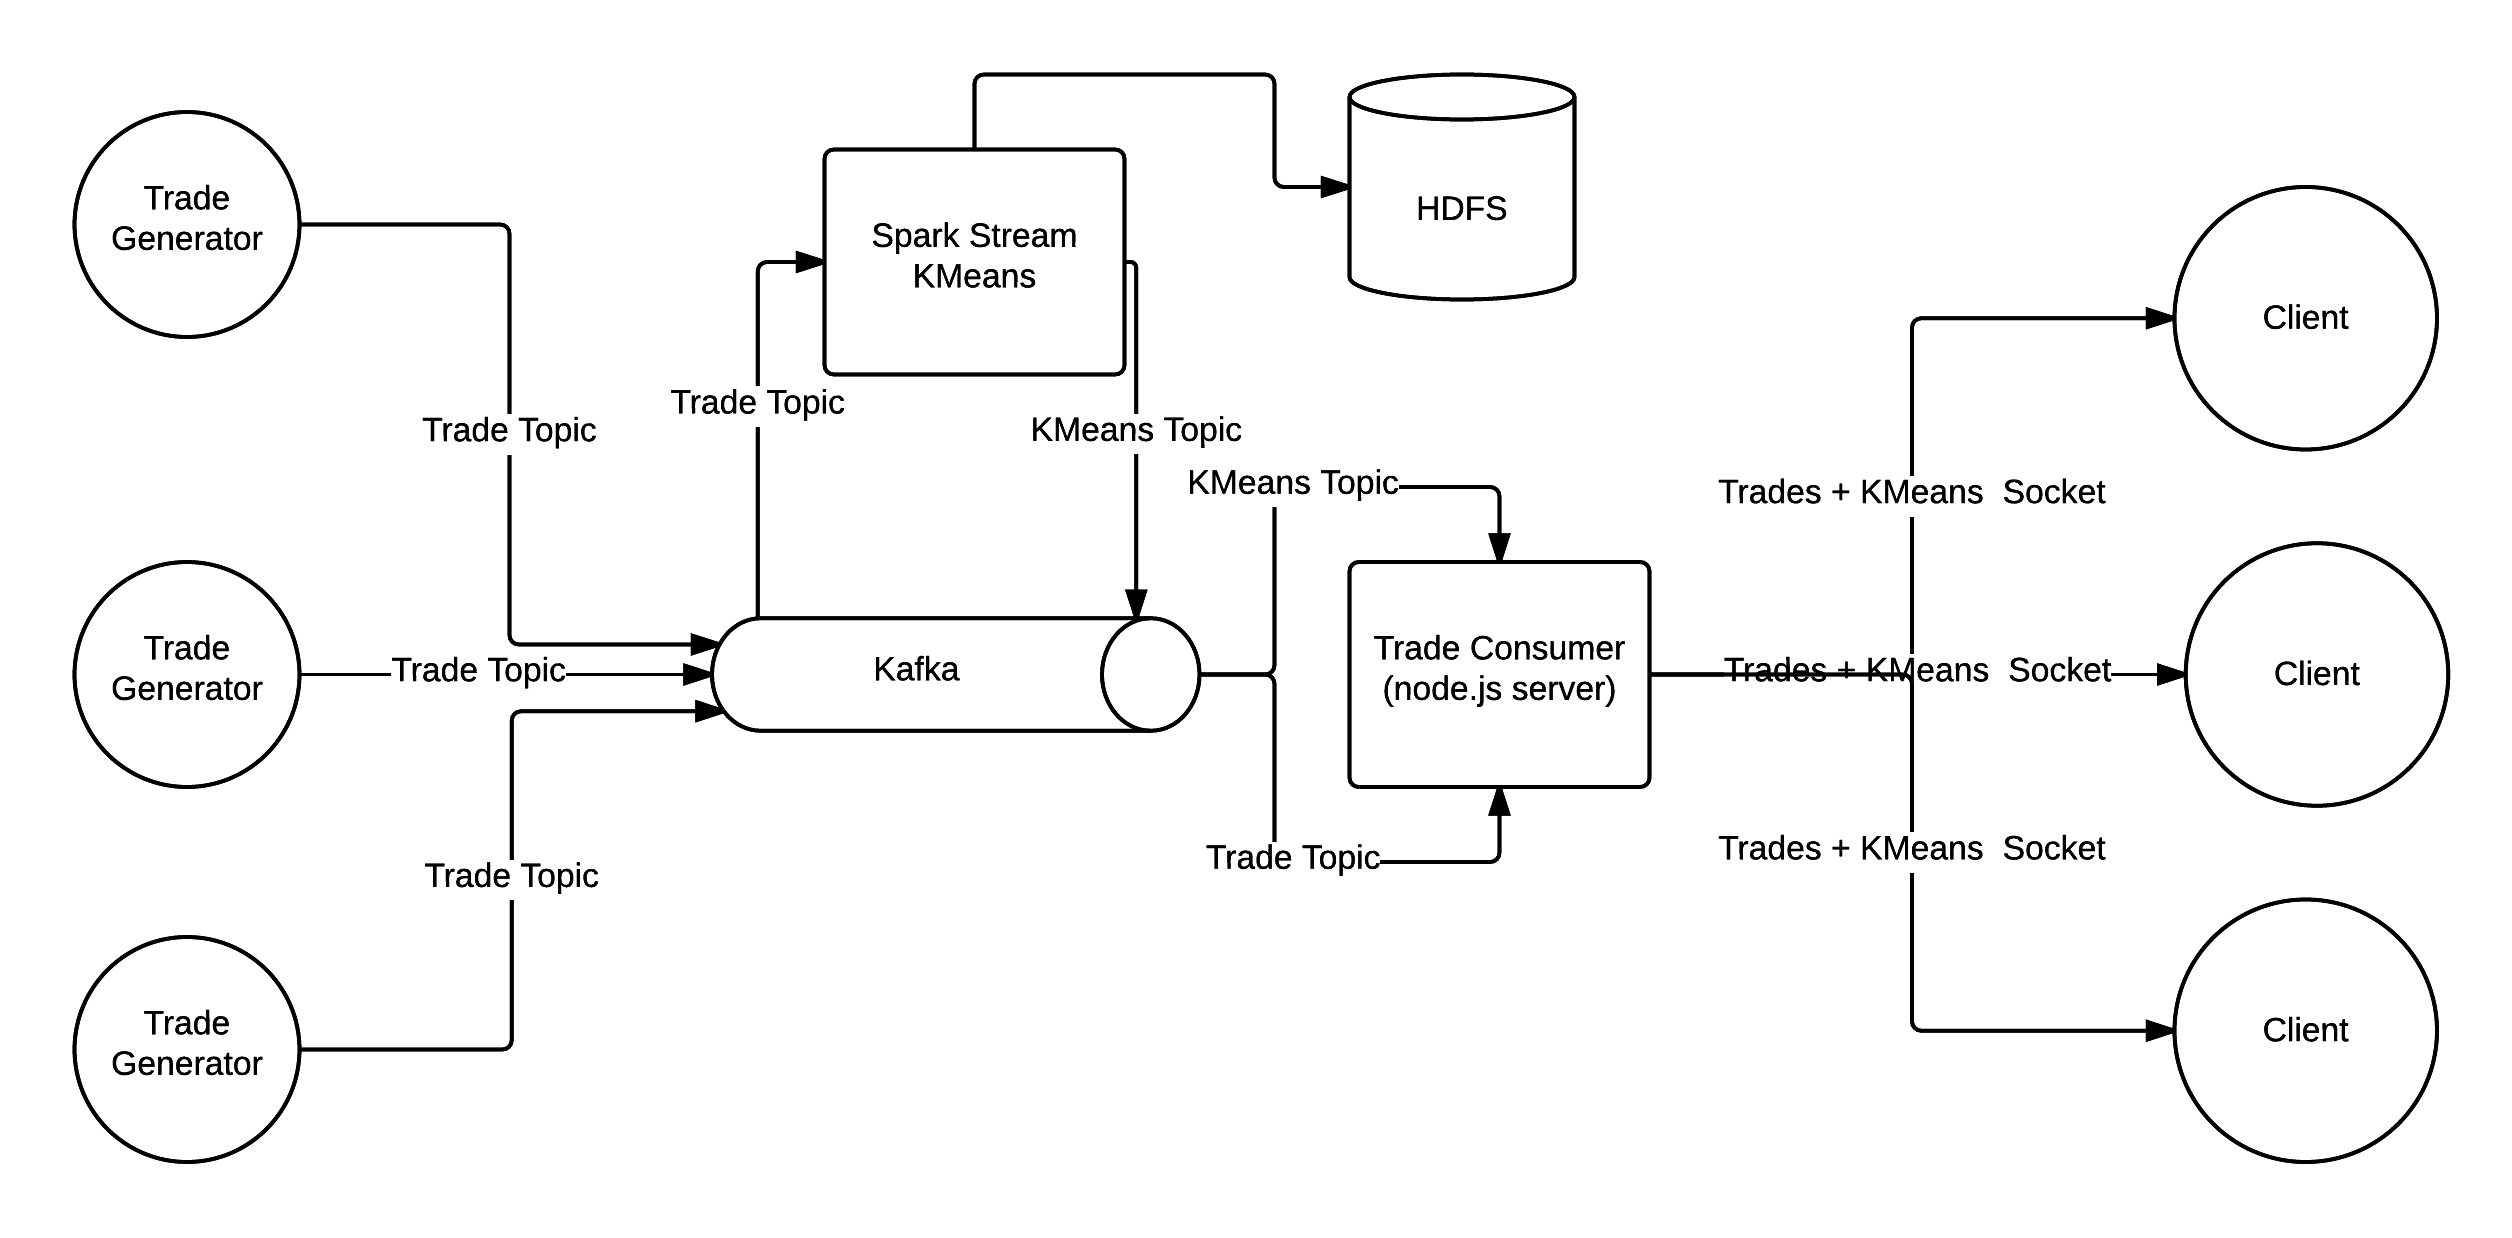 Trade
Generator
Trade Topic
Trade
Generator
Trade Topic
Trade
Generator
Trade Topic
Trade Topic
Spark Stream
KMeans
HDFS
KMeans Topic
Kafka
KMeans Topic
Trade Topic
Trade Consumer
(node.js server)
Trades + KMeans  Socket
Trades + KMeans  Socket
Trades + KMeans  Socket
Client
Client
Client